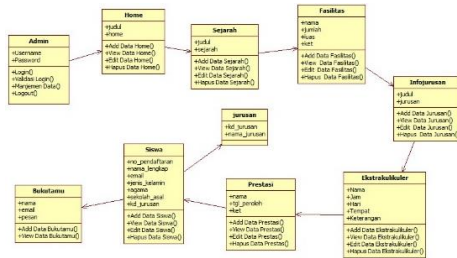 Admin
+Username
+Password
+Login()
+Validasi Login()
+Manjemen Data()
+Logout()
Home
+judul
+home
+Add Data Home()
+View Data Home()
+Edit Data Home()
+Hapus Data Home()
Sejarah
+judul
+sejarah
+Add Data Sejarah()
+View Data Sejarah()
+Edit Data Sejarah()
+Hapus Data Sejarah()
Fasilitas
+nama
+jumlah
+luas
+ket
+Add Data Fasilitas()
+View Data Fasilitas()
+Edit Data Fasilitas()
+Hapus Data Fasilitas()
Infojurusan
+judul
+jurusan
+Add Data Jurusan()
+View Data Jurusan()
+Edit Data Jurusan()
+Hapus Data Jurusan()
jurusan
+kd_jurusan
+nama_jurusan
Siswa
+no_pendaftaran
+nama_lengkap
+email
+jenis_kelamin
+agama
+sekolah_asal
+kd_jurusan
+Add Data Siswa()
+View Data Siswa()
+Edit Data Siswa()
+Hapus Data Siswa()
Bukutamu
+nama
+email
+pesan
+Add Data Bukutamu()
+View Data Bukutamu()
Prestasi
+nama
+tgl_peroleh
+ket
+Add Data Prestasi()
+View Data Prestasi()
+Edit Data Prestasi()
+Hapus Data Prestasi()
Ekstrakulikuler
+Nama
+Jam
+Hari
+Tempat
+Keterangan
+Add Data Ekstrakulikuler()
+View Data Ekstrakulikuler()
+Edit Data Ekstrakulikuler()
+Hapus Data Ekstrakulikuler()